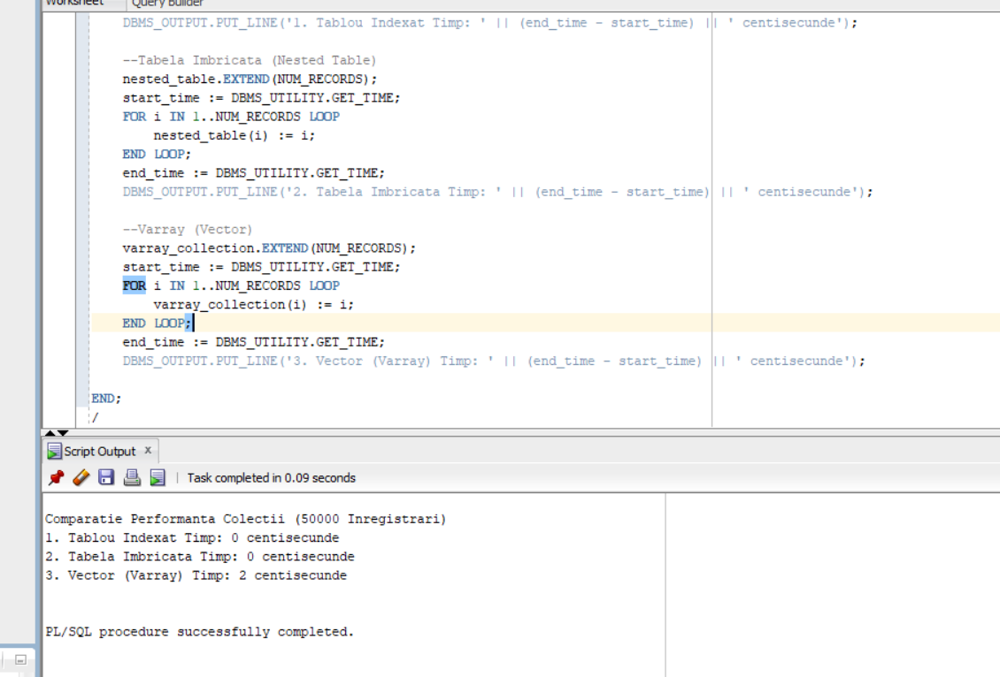 Worksheet Query Builder
DBMS_OUTPUT.PUT_LINE('1. Tablou Indexat Timp: ' || (end_time - start_time) || ' centisecunde');
--Tabela Imbricata (Nested Table)
nested_table.EXTEND(NUM_RECORDS);
start_time := DBMS_UTILITY.GET_TIME;
FOR i IN 1..NUM_RECORDS LOOP
nested_table(i) := i;
END LOOP;
end_time := DBMS_UTILITY.GET_TIME;
DBMS_OUTPUT.PUT_LINE('2. Tabela Imbricata Timp: ' || (end_time - start_time) || ' centisecunde');
--Varray (Vector)
varray_collection.EXTEND(NUM_RECORDS);
start_time := DBMS_UTILITY.GET_TIME;
FOR i IN 1..NUM_RECORDS LOOP
varray_collection(i) := i;
END LOOP;
end_time := DBMS_UTILITY.GET_TIME;
DBMS_OUTPUT.PUT_LINE('3. Vector (Varray) Timp: ' || (end_time - start_time) || ' centisecunde');
END;
/
Script Output x
Task completed in 0.09 seconds
Comparatie Performanta Colectii (50000 Inregistrari)
1. Tablou Indexat Timp: 0 centisecunde
2. Tabela Imbricata Timp: 0 centisecunde
3. Vector (Varray) Timp: 2 centisecunde
PL/SQL procedure successfully completed.